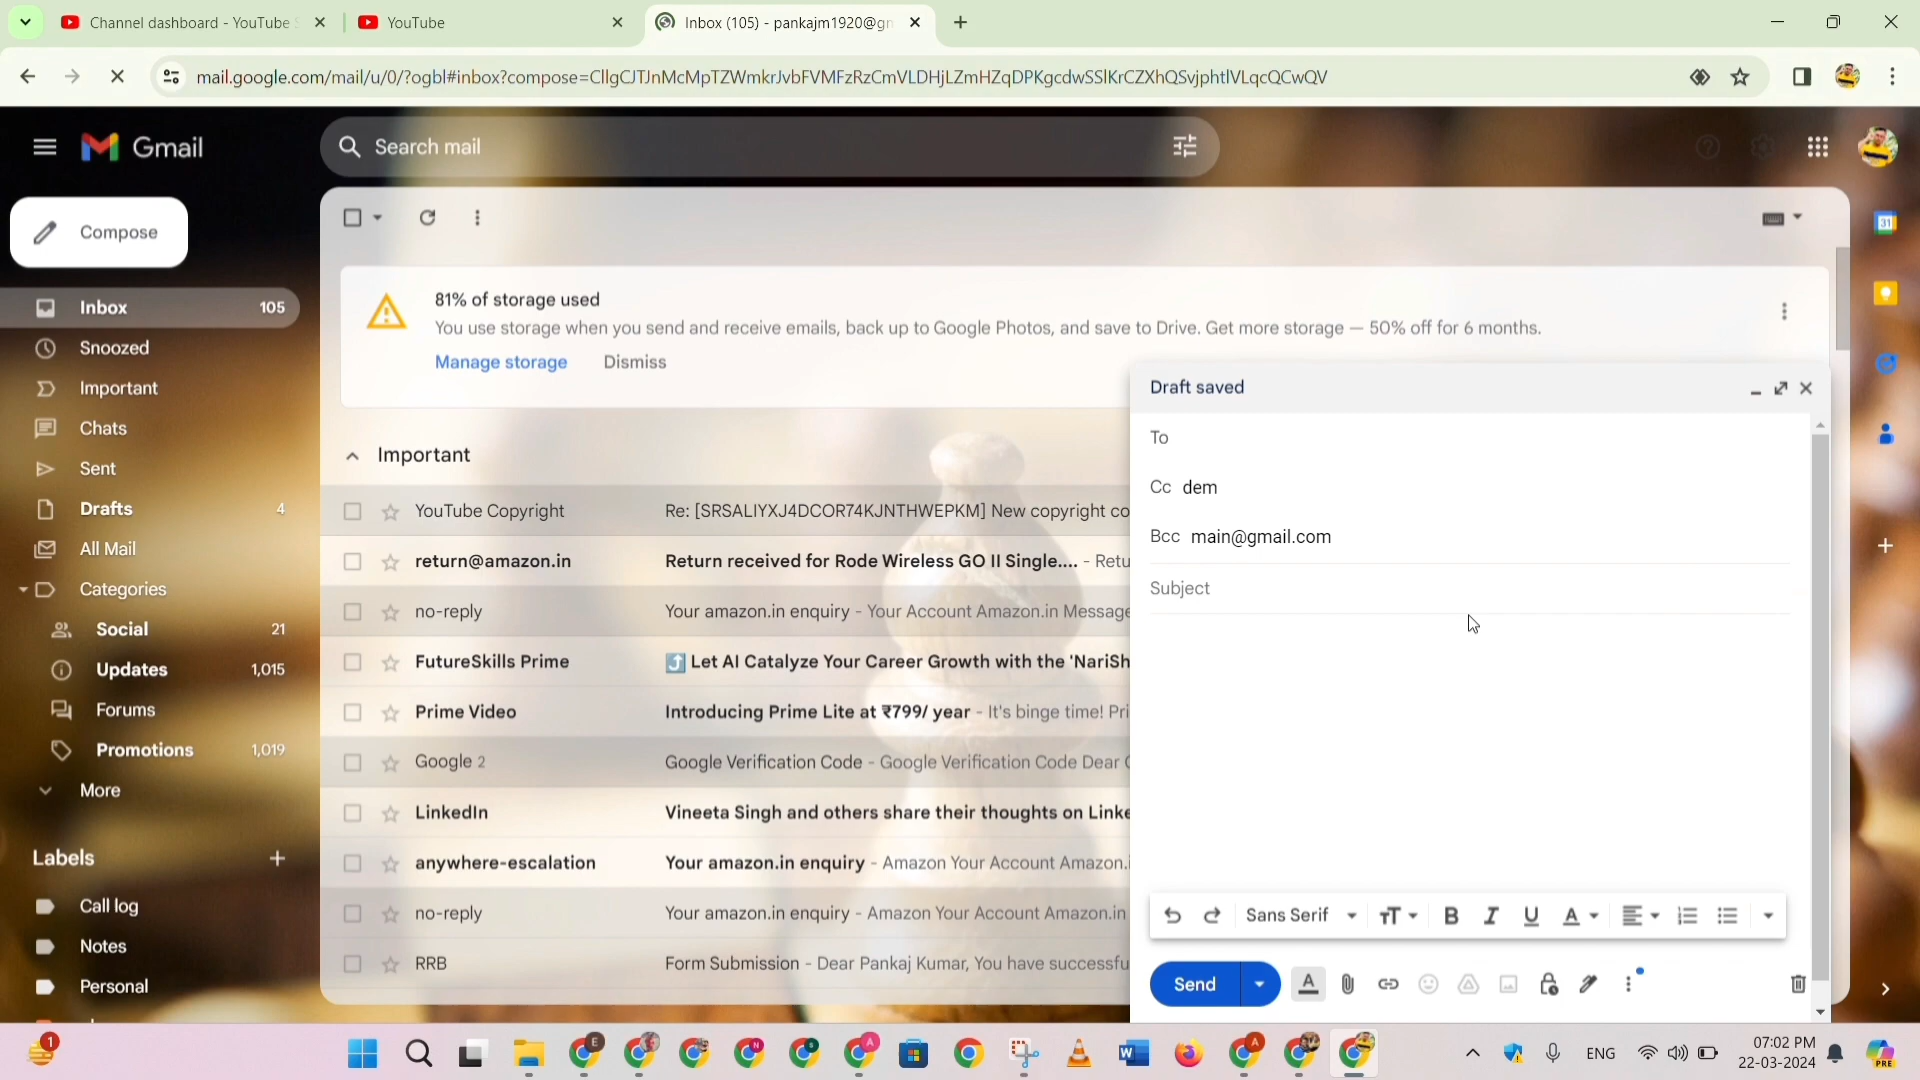 Channel dashboard - YouTube S
YouTube
Inbox (105) - pankajm1920@gm
mail.google.com/mail/u/0/?ogbl#inbox?compose=CllgCJTJnMcMpTZWmkrJvbFVMFzRzCmVLDHjLZmHZqDPKgcdwSSlKrCZXhQSvjphtlVLqcQCwQV
Gmail
Search mail
Compose
Inbox 105
Snoozed
Important
Chats
Sent
Drafts 4
All Mail
Categories
Social 21
Updates 1,015
Forums
Promotions 1,019
More
Labels
Call log
Notes
Personal
81% of storage used
You use storage when you send and receive emails, back up to Google Photos, and save to Drive. Get more storage — 50% off for 6 months.
Manage storage Dismiss
Important
YouTube Copyright Re: [SRSALIYXJ4DCOR74KJNTHWEPKM] New copyright co
return@amazon.in Return received for Rode Wireless GO II Single.... - Retu
no-reply Your amazon.in enquiry - Your Account Amazon.in Message
FutureSkills Prime Let AI Catalyze Your Career Growth with the 'NariSh
Prime Video Introducing Prime Lite at ₹799/ year - It's binge time! Pri
Google 2 Google Verification Code - Google Verification Code Dear
LinkedIn Vineeta Singh and others share their thoughts on Linke
anywhere-escalation Your amazon.in enquiry - Amazon Your Account Amazon.i
no-reply Your amazon.in enquiry - Amazon Your Account Amazon.in
RRB Form Submission - Dear Pankaj Kumar, You have successfu
Draft saved
To
Cc dem
Bcc main@gmail.com
Subject
Sans Serif
Send
31
1
E
N
A
A
ENG
07:02 PM
22-03-2024
PRE